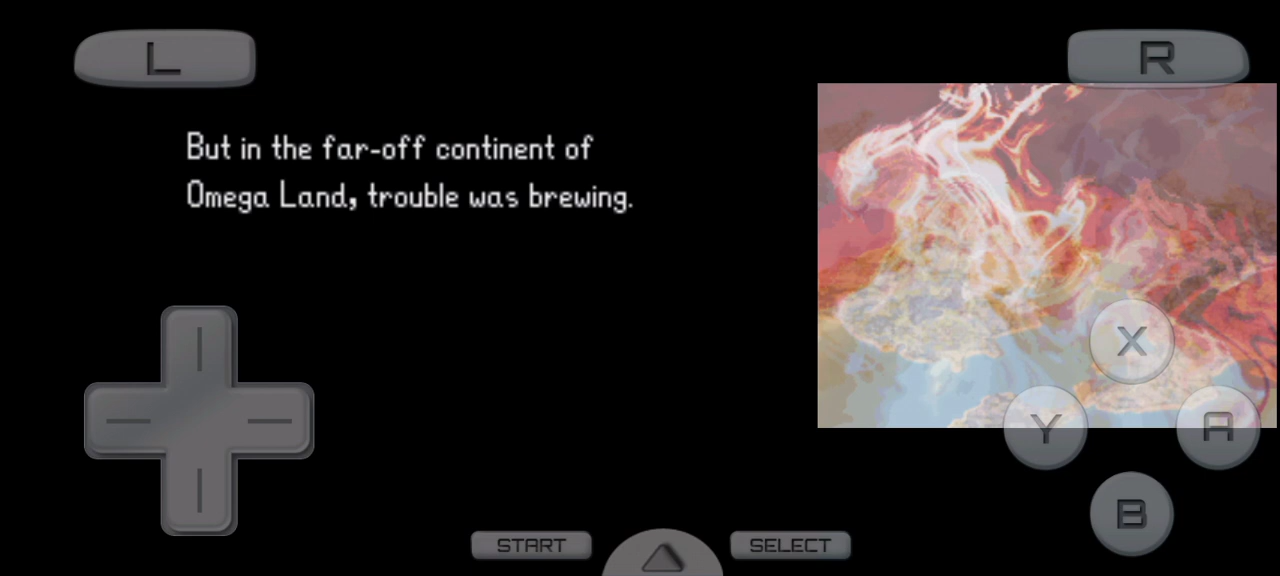 L
R
But in the far-off continent of
Omega Land, trouble was brewing.
X
Y
A
B
START
SELECT